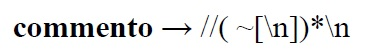 commento → //( ~[\n])*\n